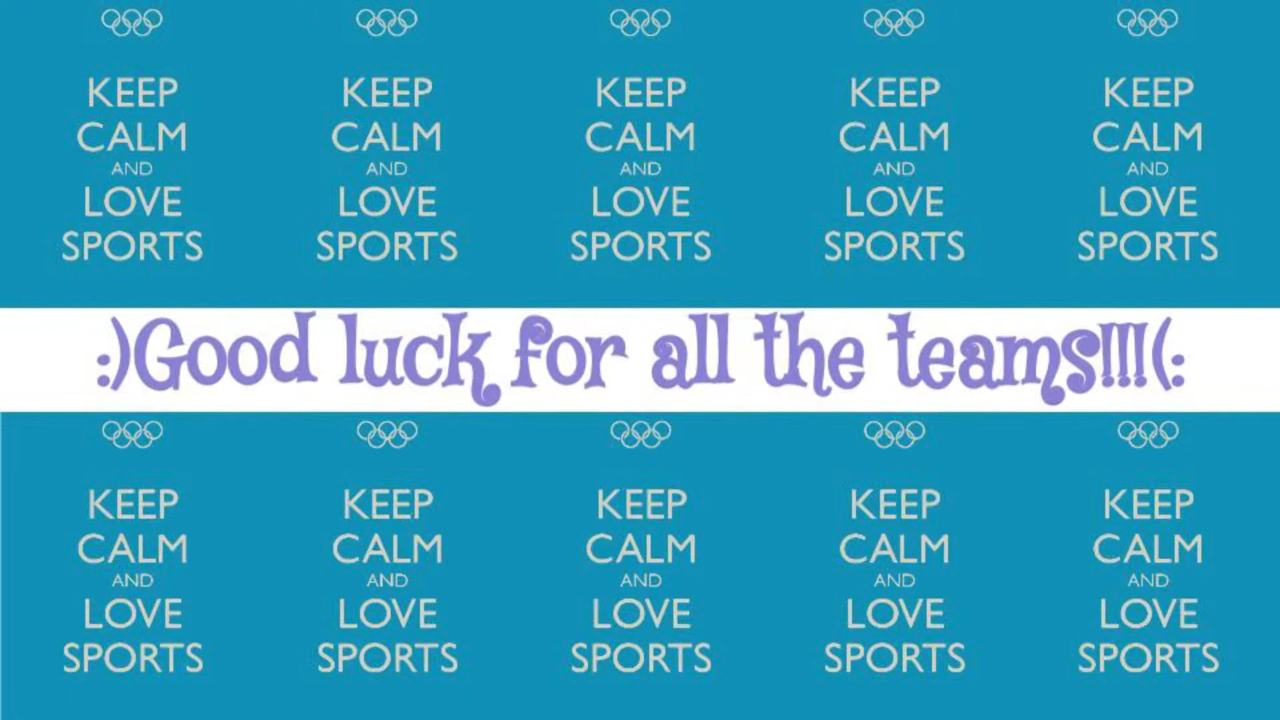 KEEP KEEP KEEP KEEP KEEP
CALM CALM CALM CALM CALM
AND AND AND AND AND
LOVE LOVE LOVE LOVE LOVE
SPORTS SPORTS SPORTS SPORTS SPORTS
:)Good luck for all the teams!!!(:
KEEP KEEP KEEP KEEP KEEP
CALM CALM CALM CALM CALM
AND AND AND AND AND
LOVE LOVE LOVE LOVE LOVE
SPORTS SPORTS SPORTS SPORTS SPORTS